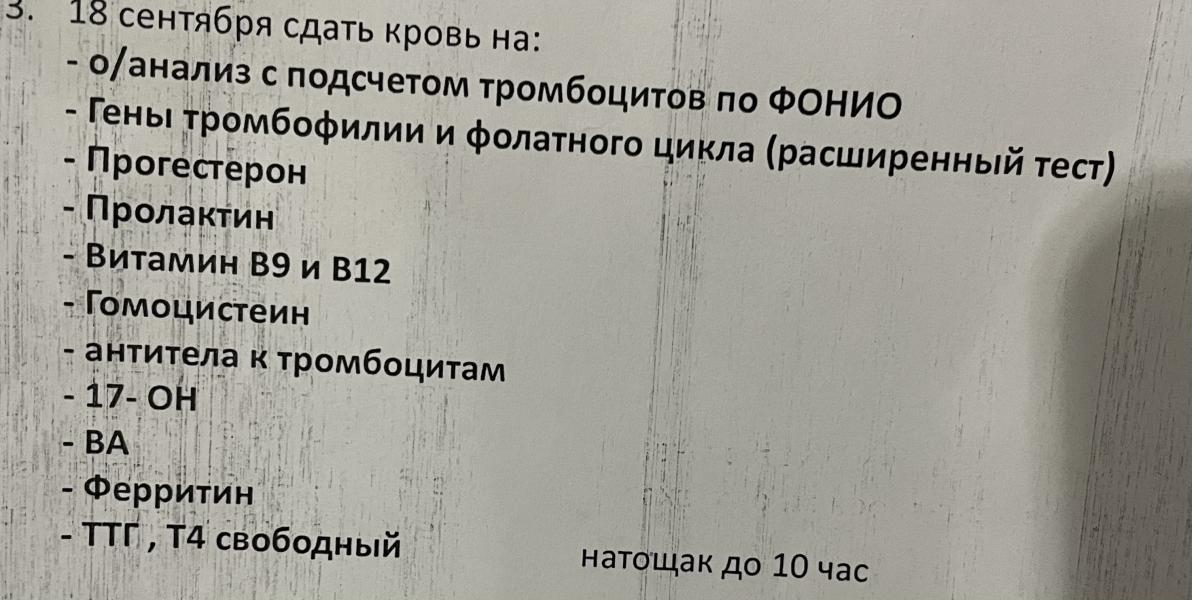 3. 18 сентября сдать кровь на:
- о/анализ с подсчетом тромбоцитов по ФОНИО
- Гены тромбофилии и фолатного цикла (расширенный тест)
- Прогестерон
- Пролактин
- Витамин В9 и В12
- Гомоцистеин
- антитела к тромбоцитам
- 17- ОН
- ВА
- Ферритин
- ТТГ , Т4 свободный натощак до 10 час